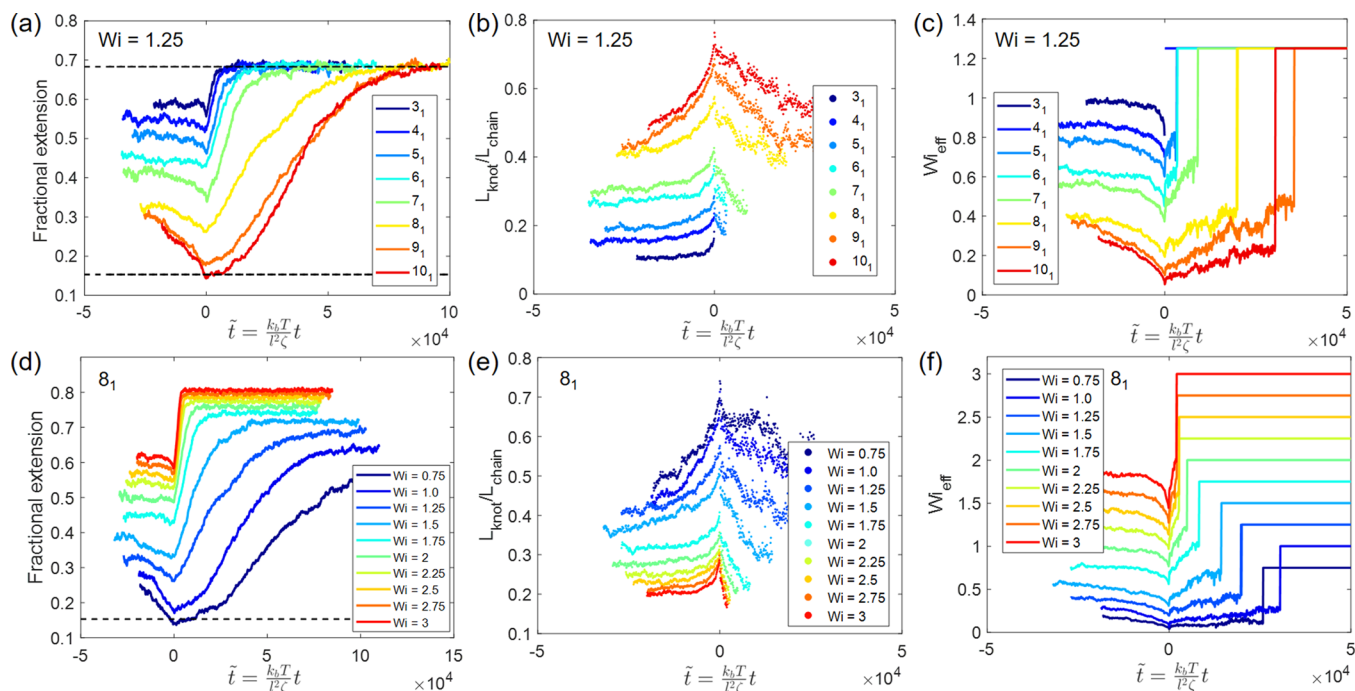 (a)
Wi = 1.25
Fractional extension
0.8
0.7
0.6
0.5
0.4
0.3
0.2
0.1
3₁
4₁
5₁
6₁
7₁
8₁
9₁
10₁
-5 0 5 10
×10⁴
t̃ = k_bT/l²ζ t
(b)
Wi = 1.25
L_knot/L_chain
0.8
0.6
0.4
0.2
0
3₁
4₁
5₁
6₁
7₁
8₁
9₁
10₁
-5 0 5
×10⁴
t̃ = k_bT/l²ζ t
(c)
Wi = 1.25
Wi_eff
1.4
1.2
1
0.8
0.6
0.4
0.2
0
3₁
4₁
5₁
6₁
7₁
8₁
9₁
10₁
-5 0 5
×10⁴
t̃ = k_bT/l²ζ t
(d)
8₁
Fractional extension
0.9
0.8
0.7
0.6
0.5
0.4
0.3
0.2
0.1
Wi = 0.75
Wi = 1.0
Wi = 1.25
Wi = 1.5
Wi = 1.75
Wi = 2
Wi = 2.25
Wi = 2.5
Wi = 2.75
Wi = 3
-5 0 5 10 15
×10⁴
t̃ = k_bT/l²ζ t
(e)
8₁
L_knot/L_chain
0.8
0.7
0.6
0.5
0.4
0.3
0.2
0.1
Wi = 0.75
Wi = 1.0
Wi = 1.25
Wi = 1.5
Wi = 1.75
Wi = 2
Wi = 2.25
Wi = 2.5
Wi = 2.75
Wi = 3
-5 0 5
×10⁴
t̃ = k_bT/l²ζ t
(f)
8₁
Wi_eff
3
2.5
2
1.5
1
0.5
0
Wi = 0.75
Wi = 1.0
Wi = 1.25
Wi = 1.5
Wi = 1.75
Wi = 2
Wi = 2.25
Wi = 2.5
Wi = 2.75
Wi = 3
-5 0 5
×10⁴
t̃ = k_bT/l²ζ t